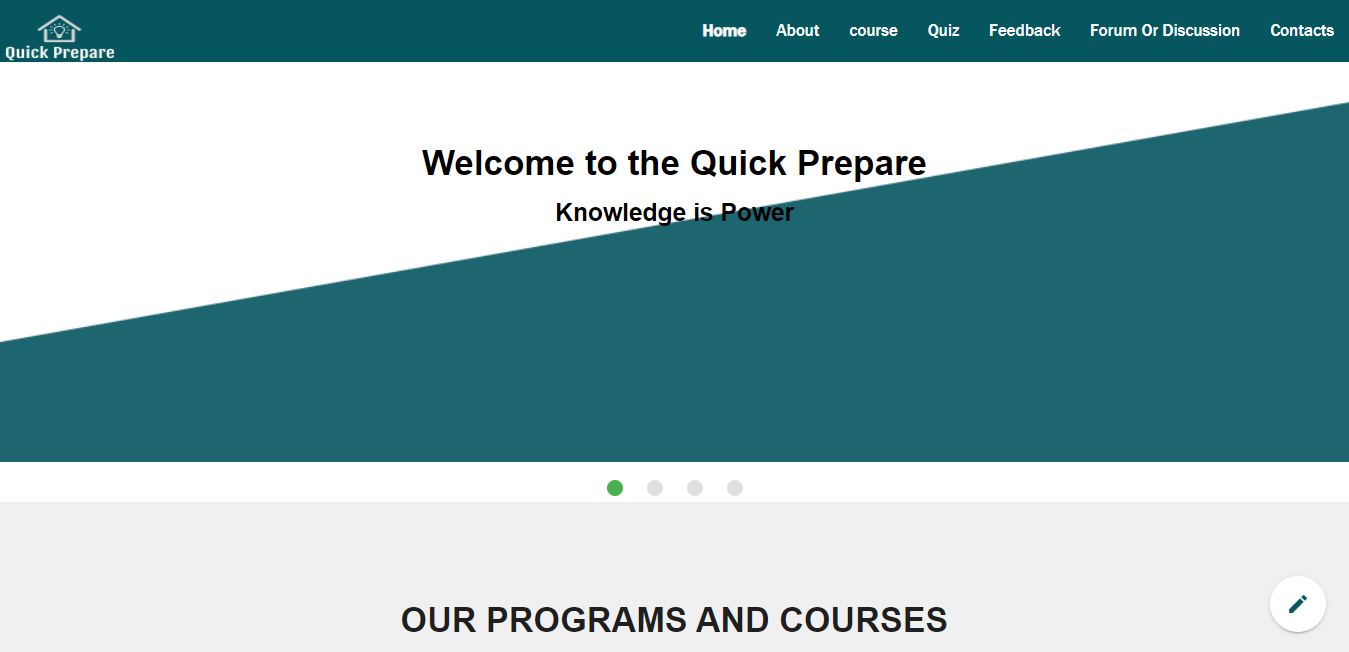 Quick Prepare
Home About course Quiz Feedback Forum Or Discussion Contacts
Welcome to the Quick Prepare
Knowledge is Power
OUR PROGRAMS AND COURSES